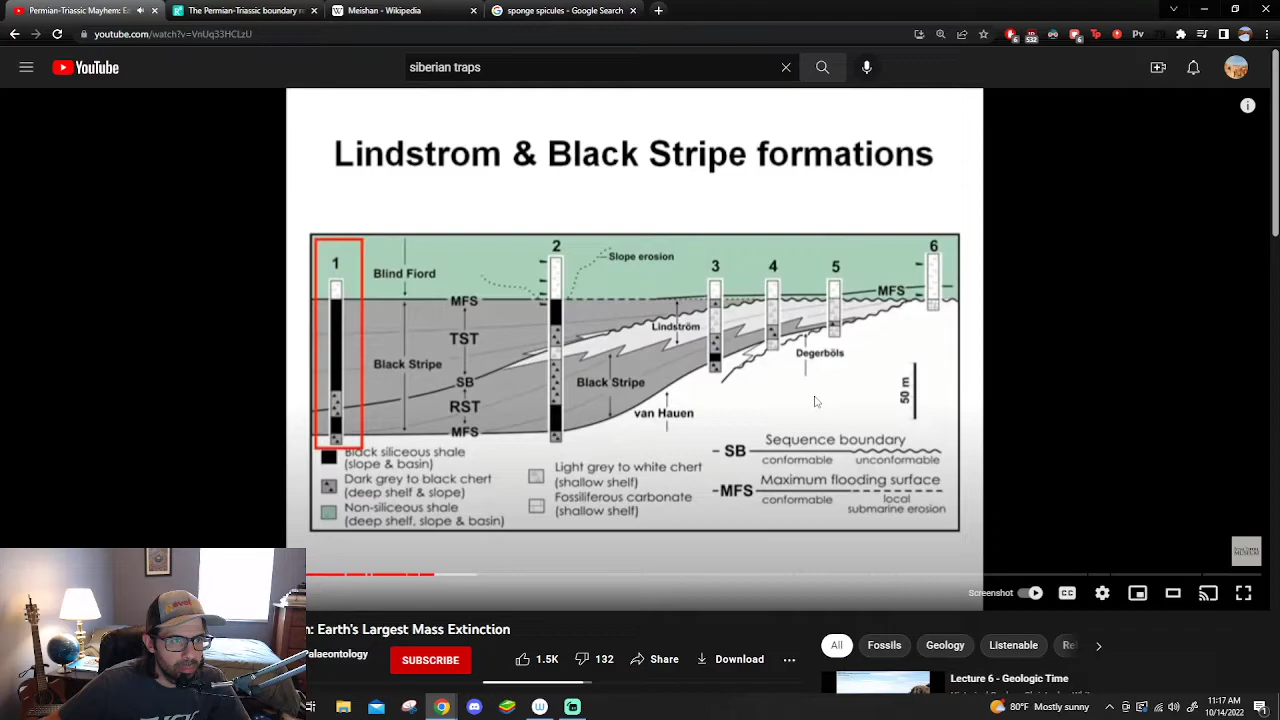 Permian-Triassic Mayhem: Ea
The Permian-Triassic boundary re
Meishan - Wikipedia
sponge spicules - Google Search
youtube.com/watch?v=VnUq33HCLzU
YouTube
siberian traps
Lindstrom & Black Stripe formations
1
2
3
4
5
6
Blind Fiord
Slope erosion
MFS
MFS
TST
Lindström
Black Stripe
Degerböls
SB
Black Stripe
RST
van Hauen
MFS
50 m
Black siliceous shale
(slope & basin)
Dark grey to black chert
(deep shelf & slope)
Non-siliceous shale
(deep shelf, slope & basin)
Light grey to white chert
(shallow shelf)
Fossiliferous carbonate
(shallow shelf)
Sequence boundary
SB
conformable unconformable
Maximum flooding surface
MFS
conformable local
submarine erosion
Screenshot
n: Earth's Largest Mass Extinction
Palaeontology
SUBSCRIBE
1.5K
132
Share
Download
All
Fossils
Geology
Listenable
Re
Lecture 6 - Geologic Time
80°F Mostly sunny
11:17 AM
10/14/2022